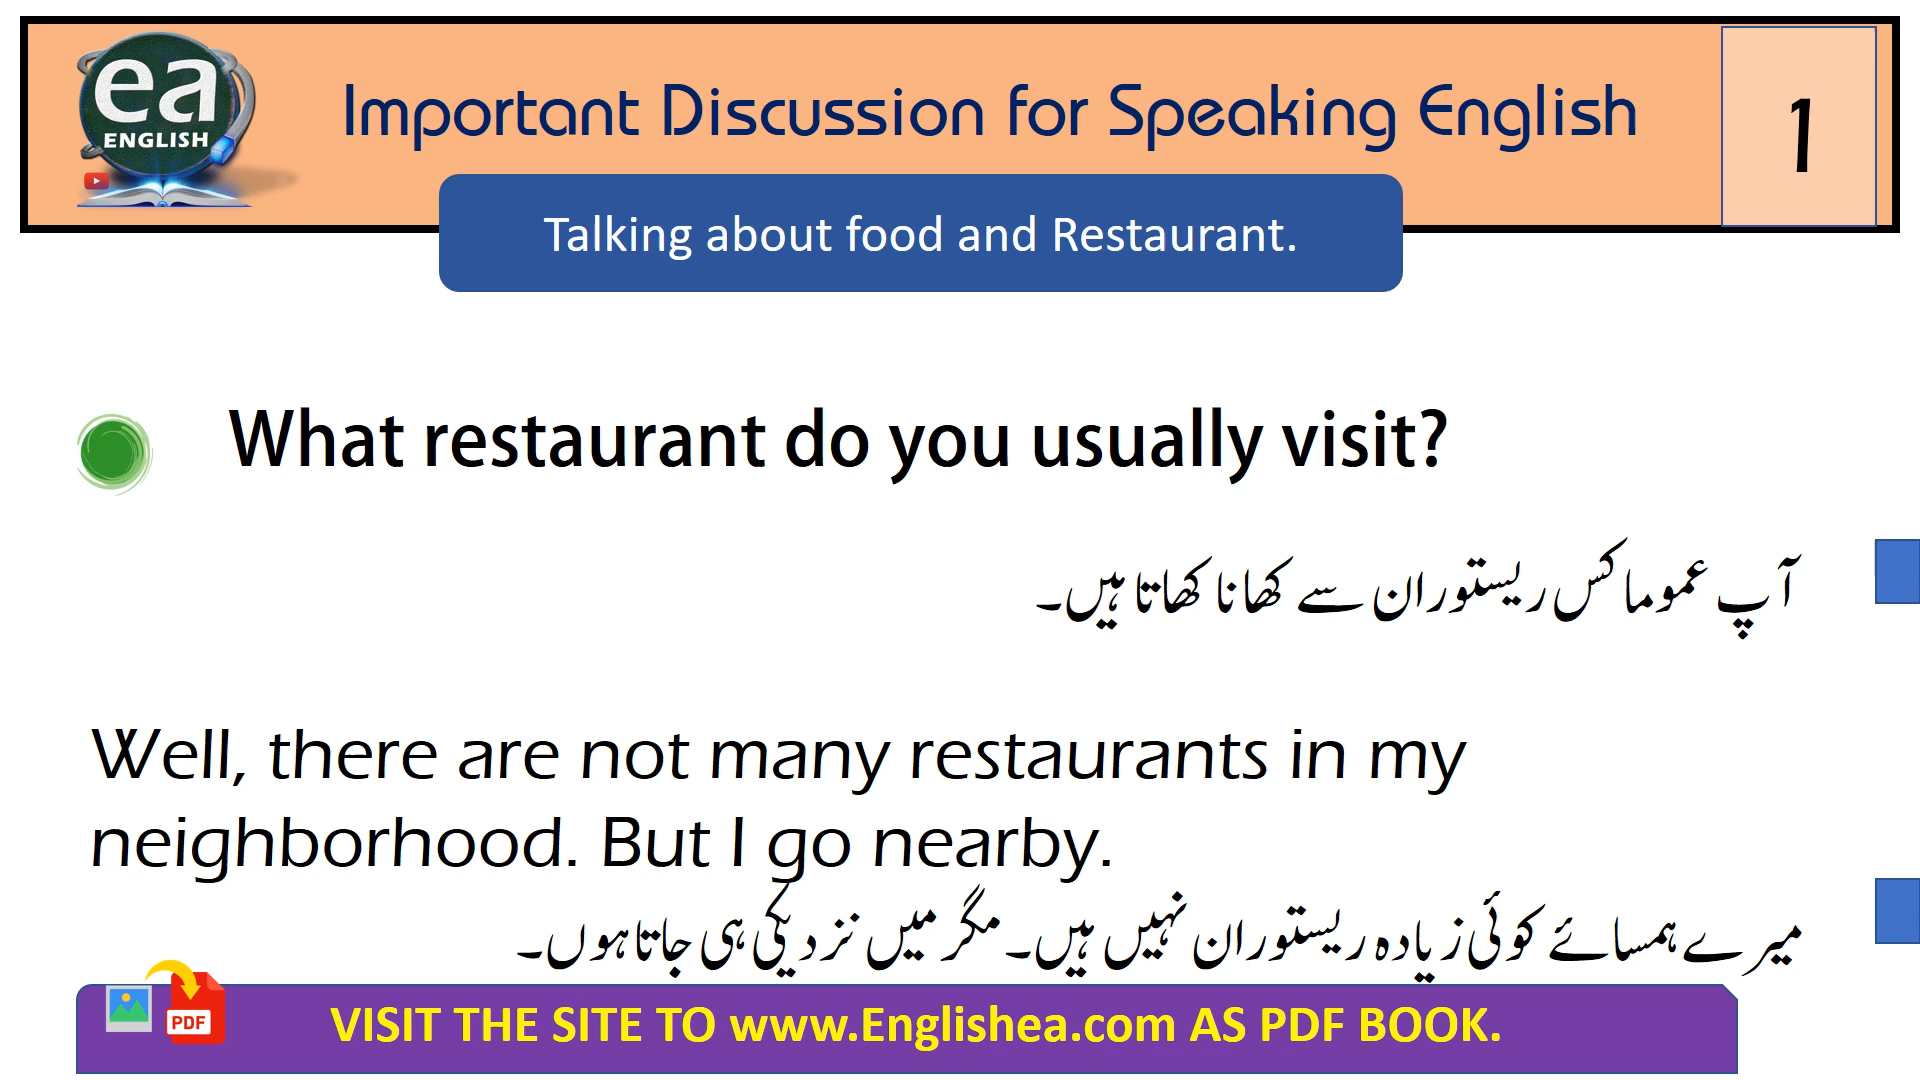 ea
ENGLISH
Important Discussion for Speaking English
1
Talking about food and Restaurant.
What restaurant do you usually visit?
آپ عموما کس ریستوران سے کھانا کھاتا ہیں۔
Well, there are not many restaurants in my
neighborhood. But I go nearby.
میرے ہمسائے کوئی زیادہ ریستوران نہیں ہیں۔ مگر میں نزدیکی ہی جاتا ہوں۔
PDF
VISIT THE SITE TO www.Englishea.com AS PDF BOOK.